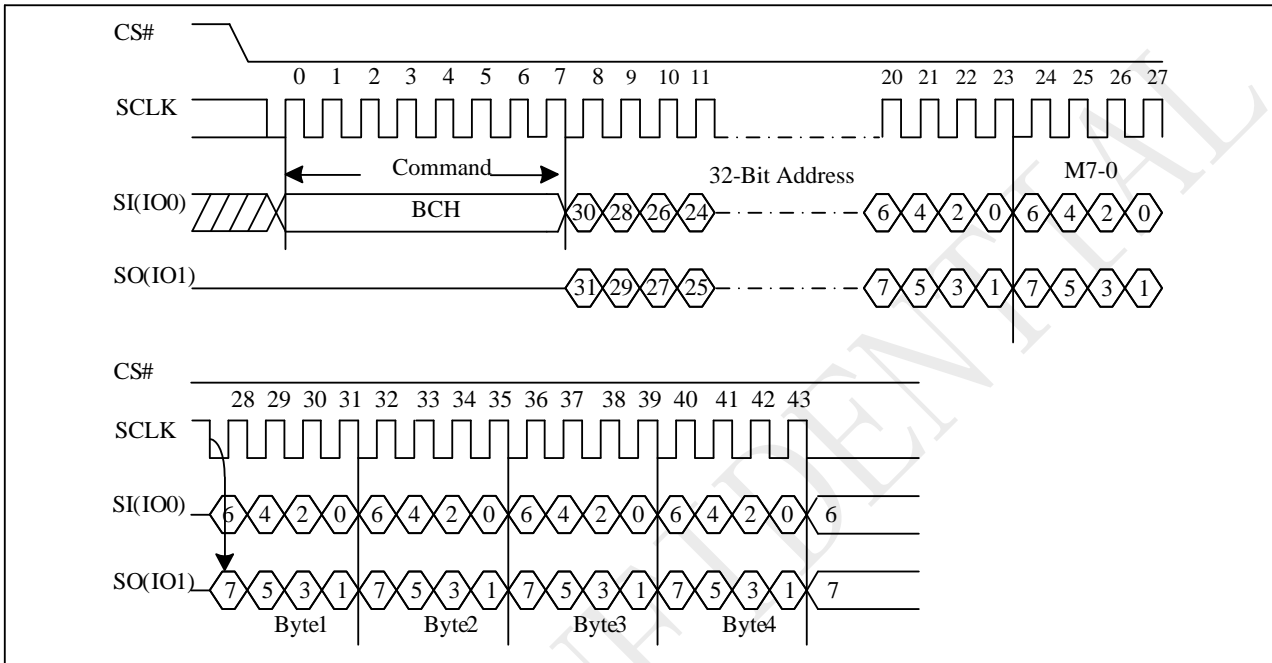 CS#
0 1 2 3 4 5 6 7 8 9 10 11 20 21 22 23 24 25 26 27
SCLK
Command 32-Bit Address M7-0
SI(IO0) BCH 30 28 26 24 6 4 2 0 6 4 2 0
SO(IO1) 31 29 27 25 7 5 3 1 7 5 3 1
CS#
28 29 30 31 32 33 34 35 36 37 38 39 40 41 42 43
SCLK
SI(IO0) 6 4 2 0 6 4 2 0 6 4 2 0 6 4 2 0 6
SO(IO1) 7 5 3 1 7 5 3 1 7 5 3 1 7 5 3 1 7
Byte1 Byte2 Byte3 Byte4